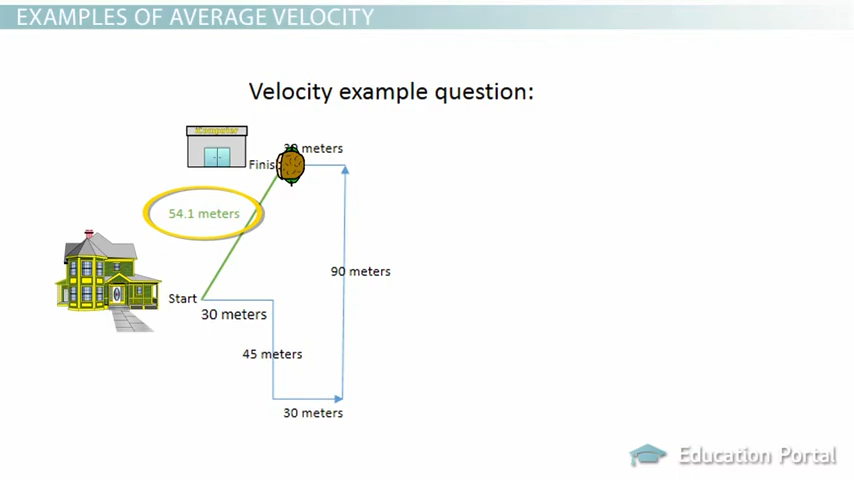 EXAMPLES OF AVERAGE VELOCITY
Velocity example question:
Computer
meters
54.1 meters
90 meters
Start
30 meters
45 meters
30 meters
Education Portal